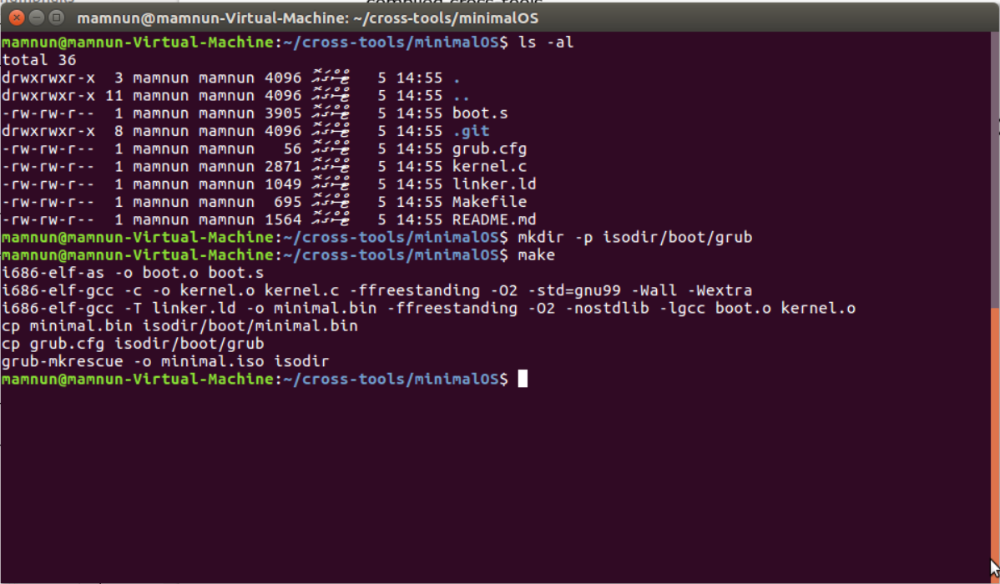 mamnun@mamnun-Virtual-Machine: ~/cross-tools/minimalOS
mamnun@mamnun-Virtual-Machine:~/cross-tools/minimalOS$ ls -al
total 36
drwxrwxr-x  3 mamnun mamnun 4096   5 14:55 .
drwxrwxr-x 11 mamnun mamnun 4096   5 14:55 ..
-rw-rw-r--  1 mamnun mamnun 3905   5 14:55 boot.s
drwxrwxr-x  8 mamnun mamnun 4096   5 14:55 .git
-rw-rw-r--  1 mamnun mamnun   56   5 14:55 grub.cfg
-rw-rw-r--  1 mamnun mamnun 2871   5 14:55 kernel.c
-rw-rw-r--  1 mamnun mamnun 1049   5 14:55 linker.ld
-rw-rw-r--  1 mamnun mamnun  695   5 14:55 Makefile
-rw-rw-r--  1 mamnun mamnun 1564   5 14:55 README.md
mamnun@mamnun-Virtual-Machine:~/cross-tools/minimalOS$ mkdir -p isodir/boot/grub
mamnun@mamnun-Virtual-Machine:~/cross-tools/minimalOS$ make
i686-elf-as -o boot.o boot.s
i686-elf-gcc -c -o kernel.o kernel.c -ffreestanding -O2 -std=gnu99 -Wall -Wextra
i686-elf-gcc -T linker.ld -o minimal.bin -ffreestanding -O2 -nostdlib -lgcc boot.o kernel.o
cp minimal.bin isodir/boot/minimal.bin
cp grub.cfg isodir/boot/grub
grub-mkrescue -o minimal.iso isodir
mamnun@mamnun-Virtual-Machine:~/cross-tools/minimalOS$